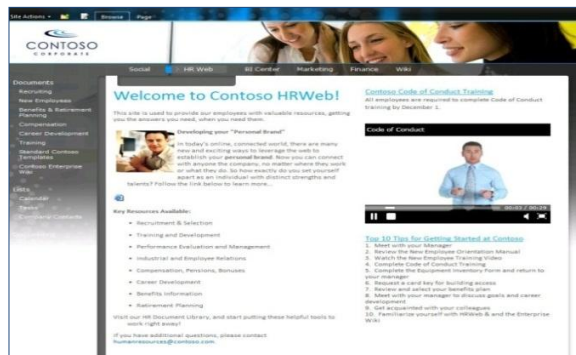 Site Actions
Browse
Page
CONTOSO
CORPORATE
Social
HR Web
BI Center
Marketing
Finance
Wiki
Documents
Recruiting
New Employees
Benefits & Retirement
Planning
Compensation
Career Development
Training
Standard Contoso
Templates
Contoso Enterprise
Wiki
Lists
Calendar
Tasks
Welcome to Contoso HRWeb!
This site is used to provide our employees with valuable resources, getting
you the answers you need, when you need them.
Developing your "Personal Brand"
In today's online, connected world, there are many
new and exciting ways to leverage the web to
establish your personal brand. Now you can connect
with anyone the company, no matter where they work
or what they do. So how exactly do you set yourself
apart as an individual with distinct strengths and
talents? Follow the link below to learn more...
Key Resources Available:
• Recruitment & Selection
• Training and Development
• Performance Evaluation and Management
• Industrial and Employee Relations
• Compensation, Pensions, Bonuses
• Career Development
• Benefits Information
• Retirement Planning
Visit our HR Document Library, and start putting these helpful tools to
work right away!
If you have additional questions, please contact
humanresources@contoso.com
Contoso Code of Conduct Training
All employees are required to complete Code of Conduct
training by December 1.
Code of Conduct
00:03 / 00:29
Top 10 Tips for Getting Started at Contoso
1. Meet with your Manager
2. Review the New Employee Orientation Manual
3. Watch the New Employee Training Video
4. Complete Code of Conduct Training
5. Complete the Equipment Inventory Form and return to
your manager
6. Request a card key for building access
7. Review and select your benefits plan
8. Meet with your manager to discuss goals and career
development
9. Get acquainted with your colleagues
10. Familiarize yourself with HRWeb & and the Enterprise
Wiki